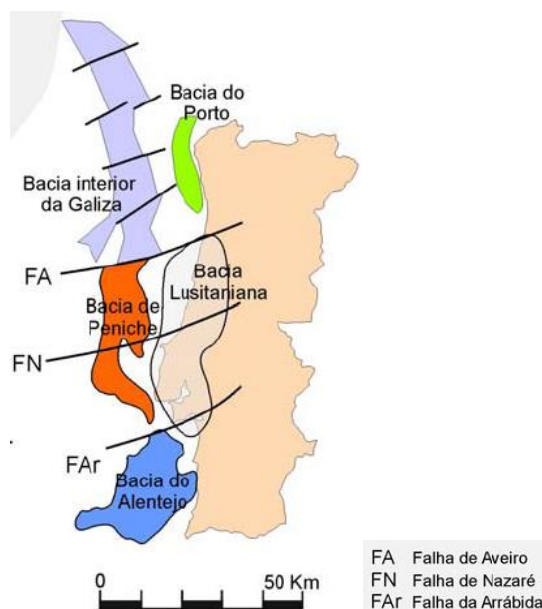 Bacia do
Porto
Bacia interior
da Galiza
FA
Bacia
Lusitaniana
Bacia de
Peniche
FN
FAr
Bacia do
Alentejo
0 50 Km
FA Falha de Aveiro
FN Falha de Nazaré
FAr Falha da Arrábida